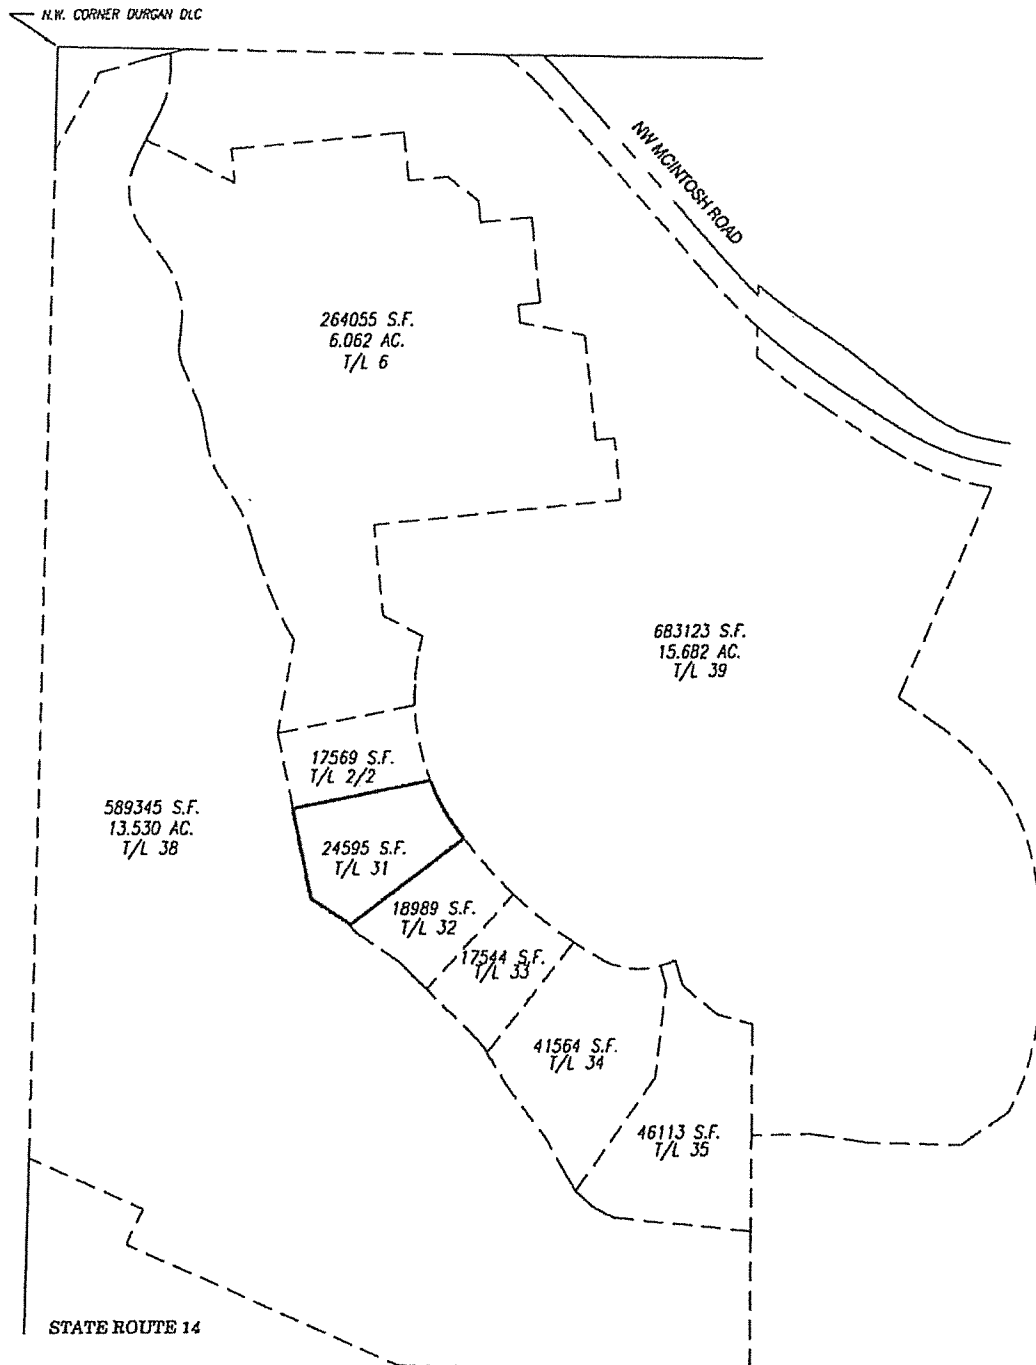 N.W. CORNER DURGAN DLC
NW MCINTOSH ROAD
264055 S.F.
6.062 AC.
T/L 6
683123 S.F.
15.682 AC.
T/L 39
17569 S.F.
T/L 2/2
589345 S.F.
13.530 AC.
T/L 38
24595 S.F.
T/L 31
18989 S.F.
T/L 32
17544 S.F.
T/L 33
41564 S.F.
T/L 34
46113 S.F.
T/L 35
STATE ROUTE 14